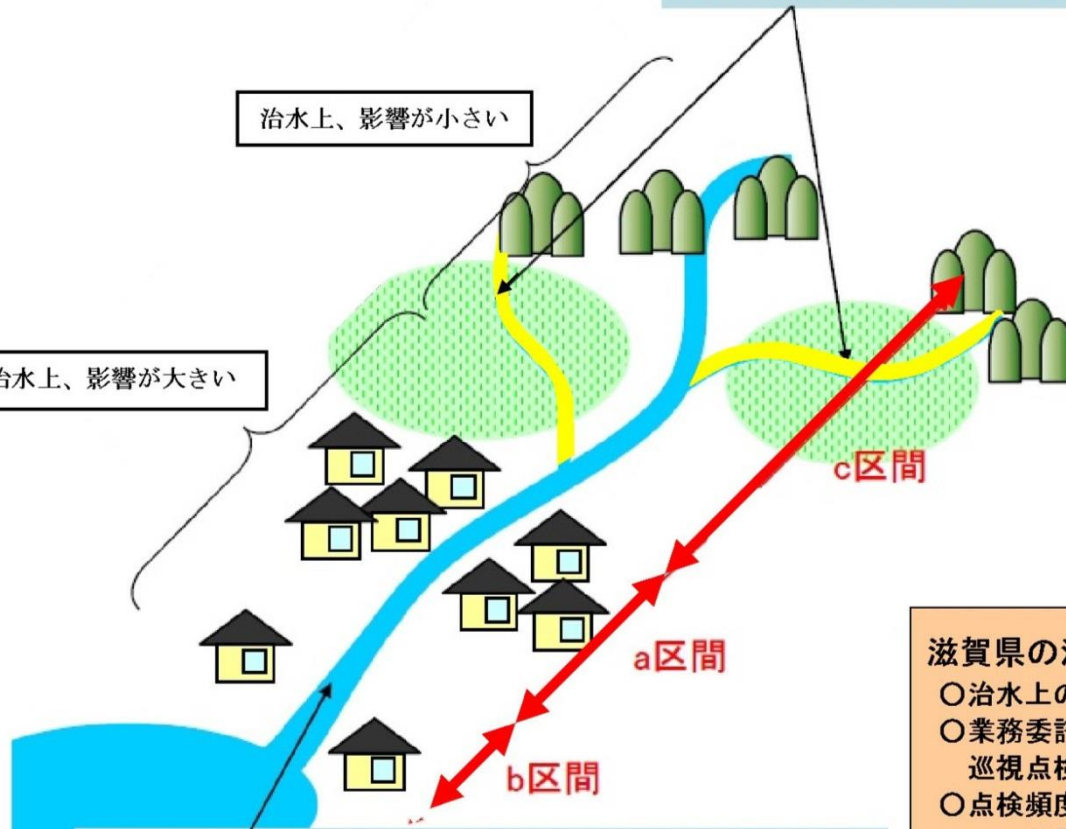 治水上、影響が小さい
治水上、影響が大きい
c区間
a区間
b区間
滋賀県の
○治水上の
○業務委託
巡視点検
○点検頻度